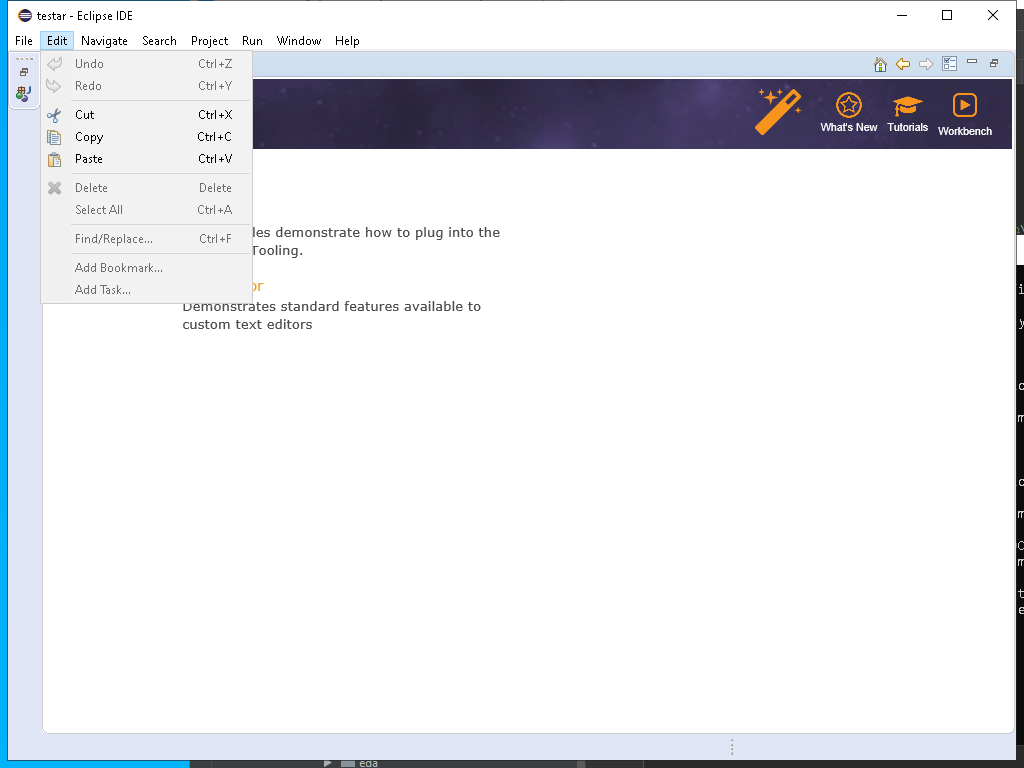 testar - Eclipse IDE
File Edit Navigate Search Project Run Window Help
Undo Ctrl+Z
Redo Ctrl+Y
Cut Ctrl+X
Copy Ctrl+C
Paste Ctrl+V
Delete Delete
Select All Ctrl+A
Find/Replace... Ctrl+F
Add Bookmark...
Add Task...
What's New Tutorials Workbench
les demonstrate how to plug into the
Tooling.
or
Demonstrates standard features available to
custom text editors
eda